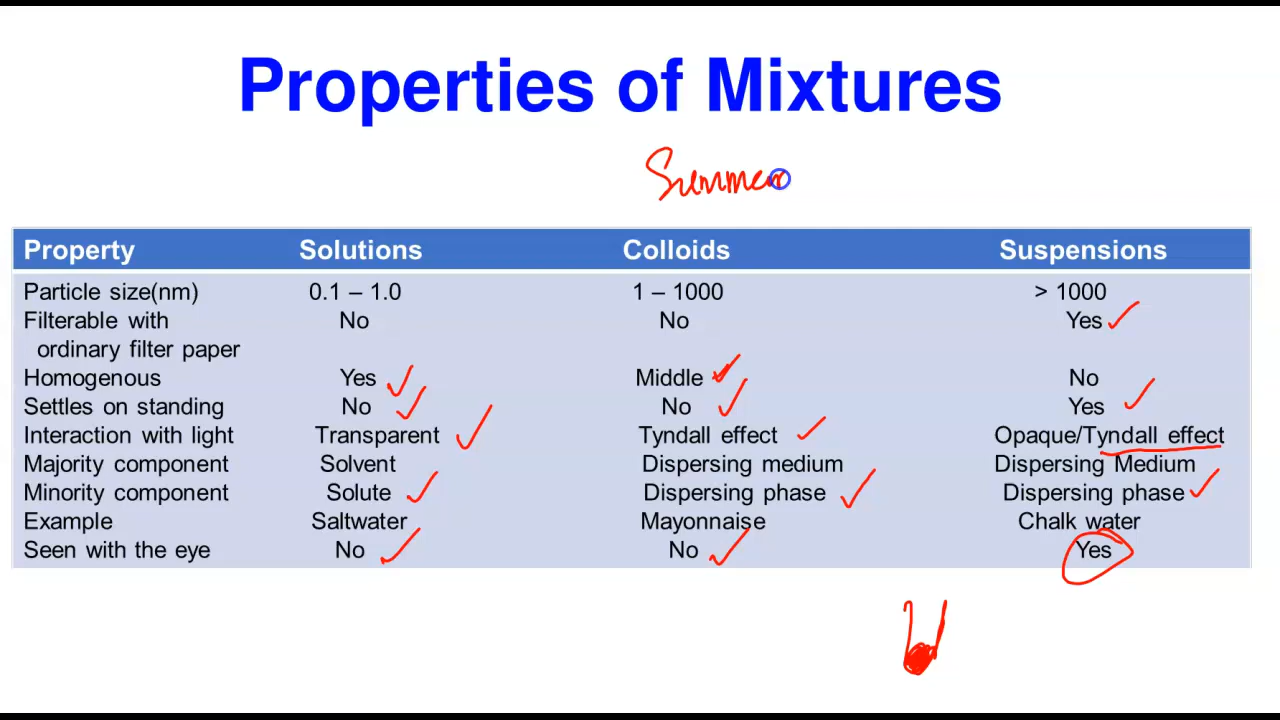 Properties of Mixtures
Summer
Property Solutions Colloids Suspensions
Particle size(nm) 0.1 – 1.0 1 – 1000 > 1000
Filterable with No No Yes
ordinary filter paper
Homogenous Yes Middle No
Settles on standing No No Yes
Interaction with light Transparent Tyndall effect Opaque/Tyndall effect
Majority component Solvent Dispersing medium Dispersing Medium
Minority component Solute Dispersing phase Dispersing phase
Example Saltwater Mayonnaise Chalk water
Seen with the eye No No Yes